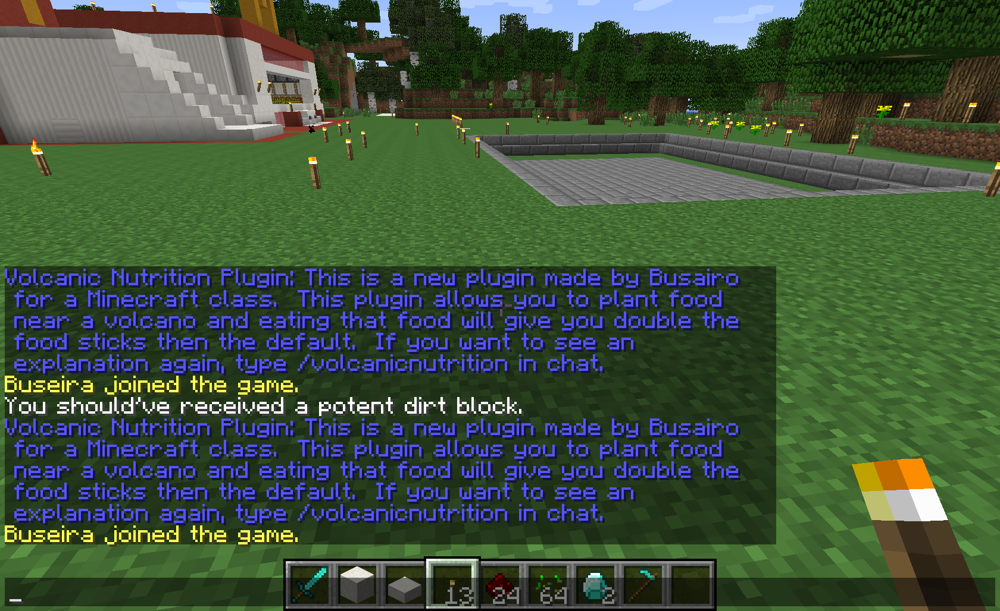 Volcanic Nutrition Plugin: This is a new plugin made by Busairo
for a Minecraft class.  This plugin allows you to plant food
near a volcano and eating that food will give you double the
food sticks then the default.  If you want to see an
explanation again, type /volcanicnutrition in chat.
Buseira joined the game.
You should've received a potent dirt block.
Volcanic Nutrition Plugin: This is a new plugin made by Busairo
for a Minecraft class.  This plugin allows you to plant food
near a volcano and eating that food will give you double the
food sticks then the default.  If you want to see an
explanation again, type /volcanicnutrition in chat.
Buseira joined the game.
13 24 64 2
_